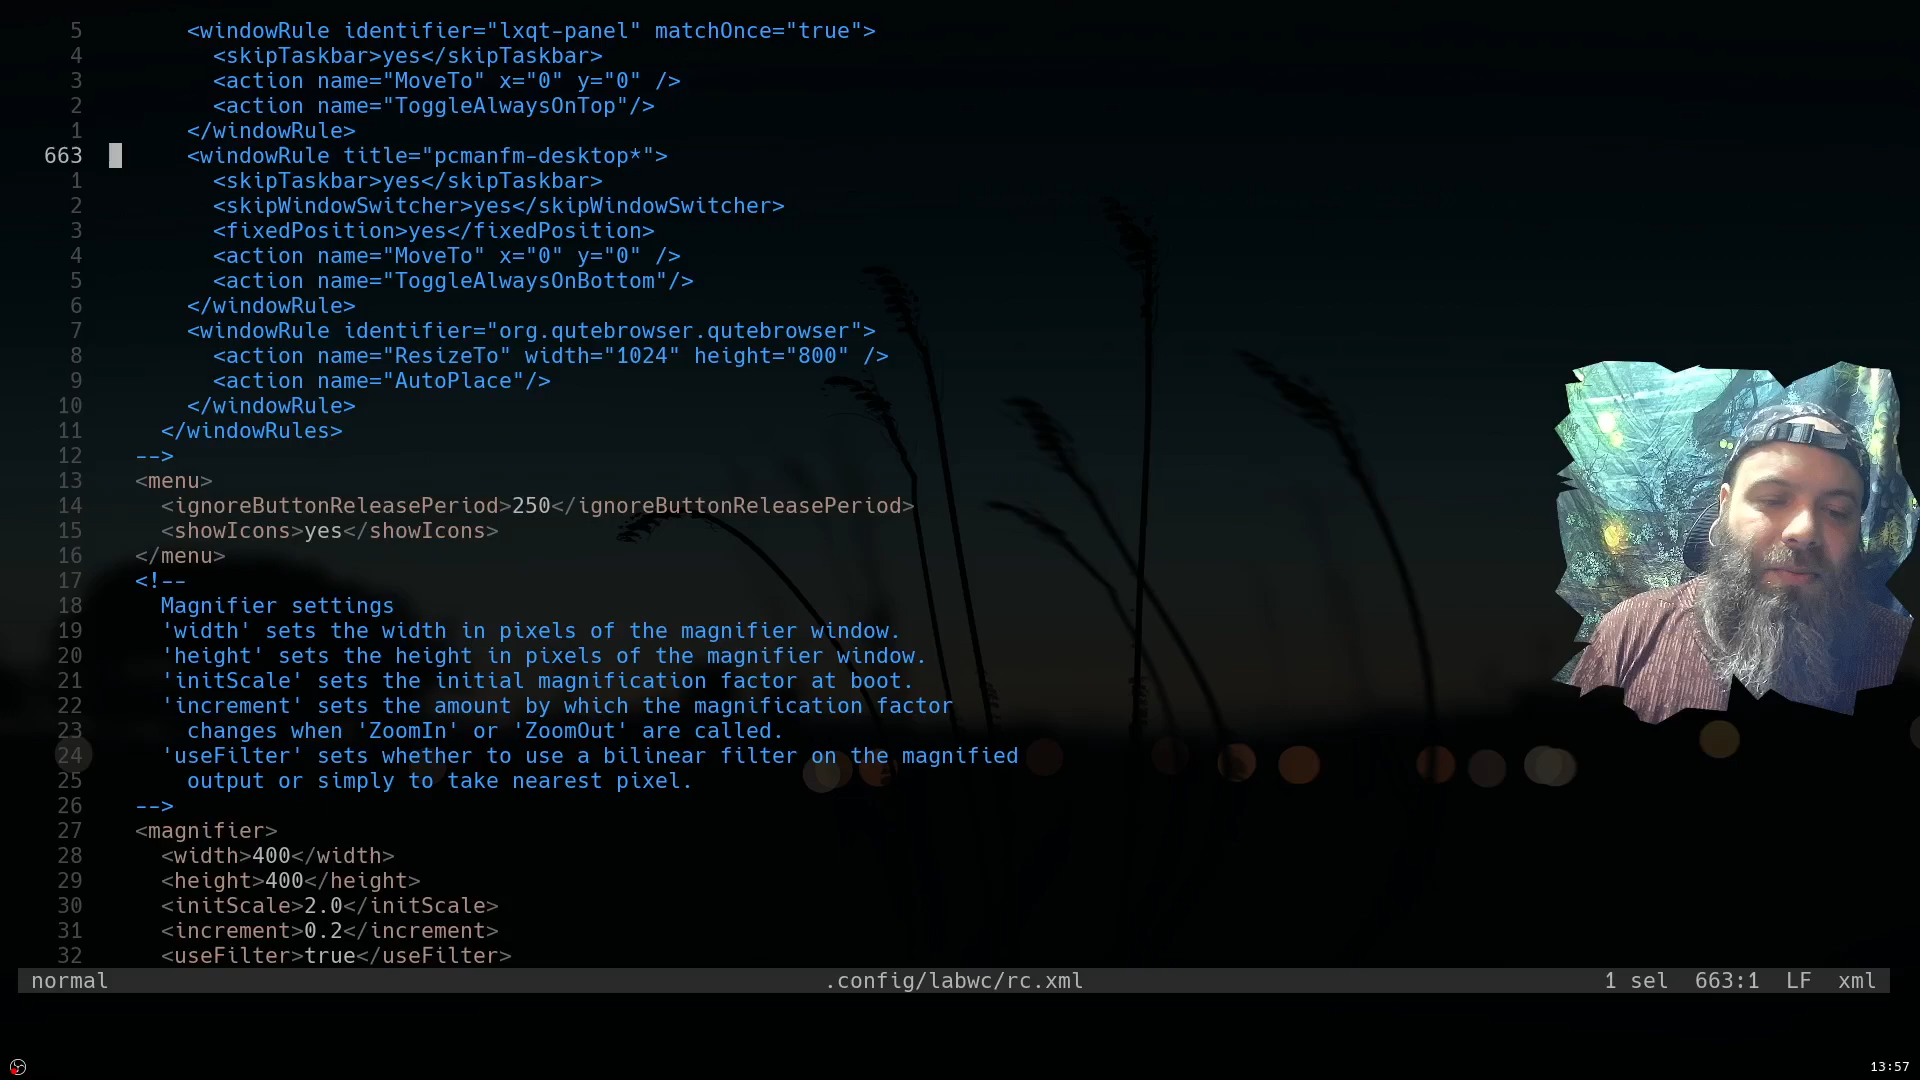 5 <windowRule identifier="lxqt-panel" matchOnce="true">
4 <skipTaskbar>yes</skipTaskbar>
3 <action name="MoveTo" x="0" y="0" />
2 <action name="ToggleAlwaysOnTop"/>
1 </windowRule>
663 <windowRule title="pcmanfm-desktop*">
1 <skipTaskbar>yes</skipTaskbar>
2 <skipWindowSwitcher>yes</skipWindowSwitcher>
3 <fixedPosition>yes</fixedPosition>
4 <action name="MoveTo" x="0" y="0" />
5 <action name="ToggleAlwaysOnBottom"/>
6 </windowRule>
7 <windowRule identifier="org.qutebrowser.qutebrowser">
8 <action name="ResizeTo" width="1024" height="800" />
9 <action name="AutoPlace"/>
10 </windowRule>
11 </windowRules>
12 -->
13 <menu>
14 <ignoreButtonReleasePeriod>250</ignoreButtonReleasePeriod>
15 <showIcons>yes</showIcons>
16 </menu>
17 <!--
18 Magnifier settings
19 'width' sets the width in pixels of the magnifier window.
20 'height' sets the height in pixels of the magnifier window.
21 'initScale' sets the initial magnification factor at boot.
22 'increment' sets the amount by which the magnification factor
23 changes when 'ZoomIn' or 'ZoomOut' are called.
24 'useFilter' sets whether to use a bilinear filter on the magnified
25 output or simply to take nearest pixel.
26 -->
27 <magnifier>
28 <width>400</width>
29 <height>400</height>
30 <initScale>2.0</initScale>
31 <increment>0.2</increment>
32 <useFilter>true</useFilter>
normal .config/labwc/rc.xml 1 sel 663:1 LF xml
13:57